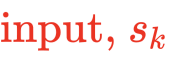 input, $s_k$